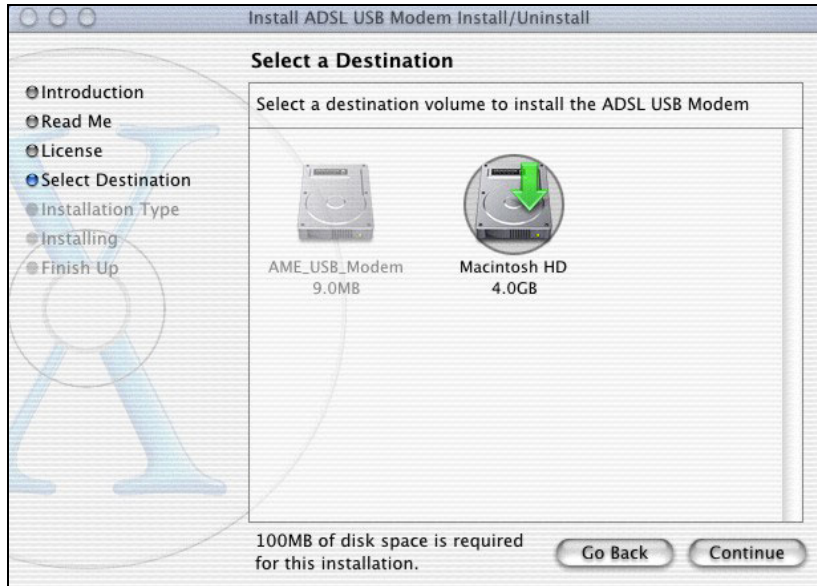 Install ADSL USB Modem Install/Uninstall
Select a Destination
Introduction
Read Me
License
Select Destination
Installation Type
Installing
Finish Up
Select a destination volume to install the ADSL USB Modem
AME_USB_Modem
9.0MB
Macintosh HD
4.0GB
100MB of disk space is required
for this installation.
Go Back
Continue